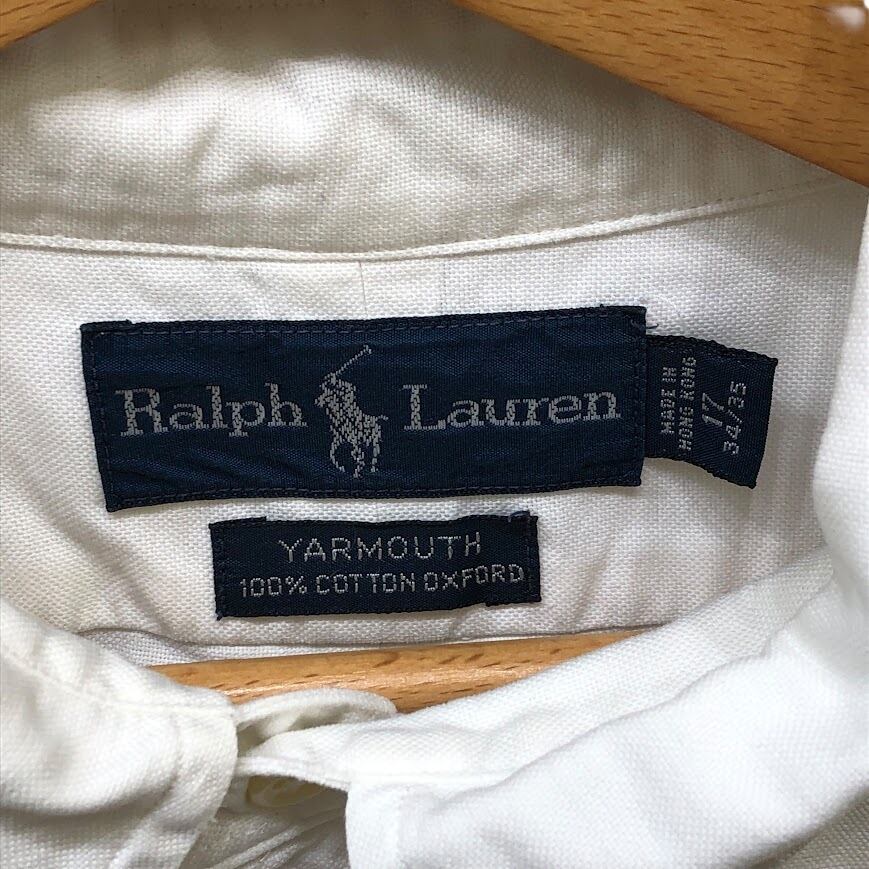 Ralph Lauren
MADE IN
HONG KONG
17
34/35
YARMOUTH
100% COTTON OXFORD